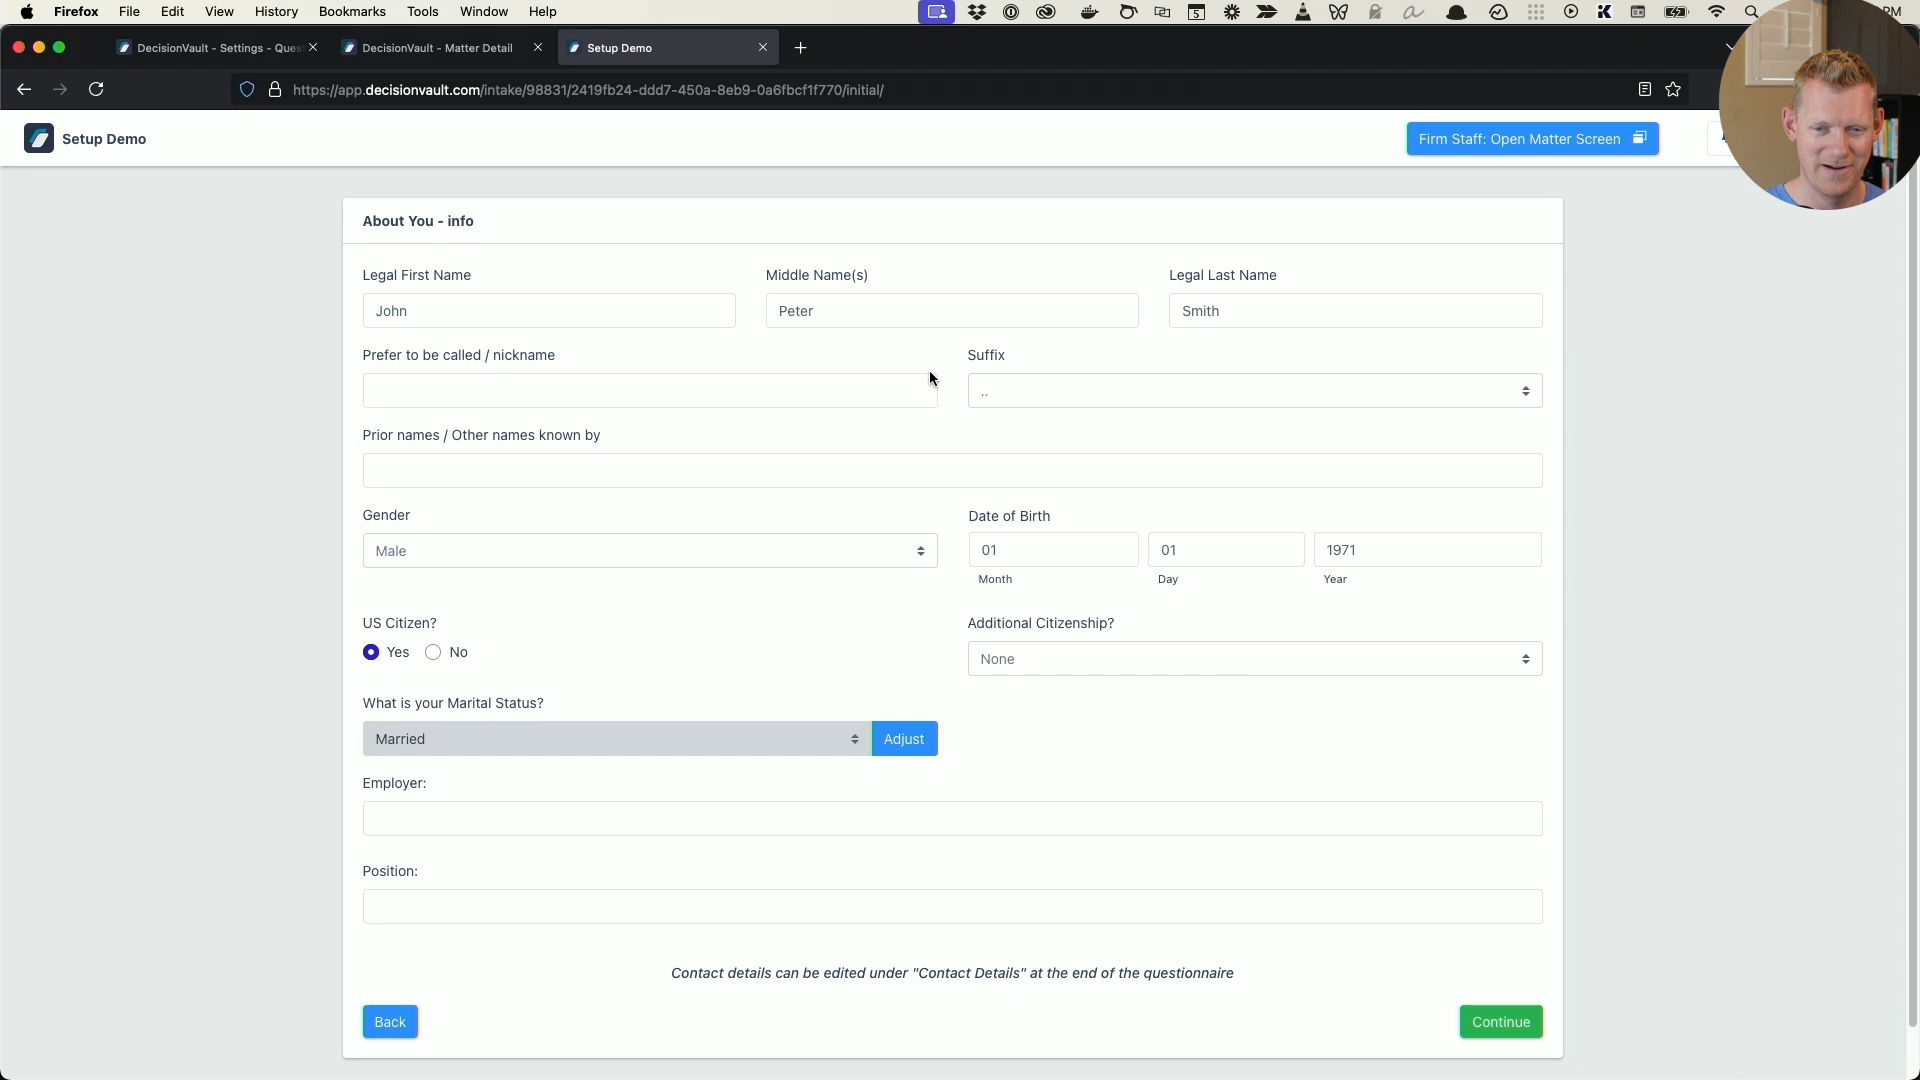 Firefox File Edit View History Bookmarks Tools Window Help
DecisionVault - Settings - Ques
DecisionVault - Matter Detail
Setup Demo
https://app.decisionvault.com/intake/98831/2419fb24-ddd7-450a-8eb9-0a6fbcf1f770/initial/
Setup Demo
Firm Staff: Open Matter Screen
About You - info
Legal First Name Middle Name(s) Legal Last Name
John Peter Smith
Prefer to be called / nickname Suffix
..
Prior names / Other names known by
Gender Date of Birth
Male 01 01 1971
Month Day Year
US Citizen? Additional Citizenship?
Yes No None
What is your Marital Status?
Married Adjust
Employer:
Position:
Contact details can be edited under "Contact Details" at the end of the questionnaire
Back Continue